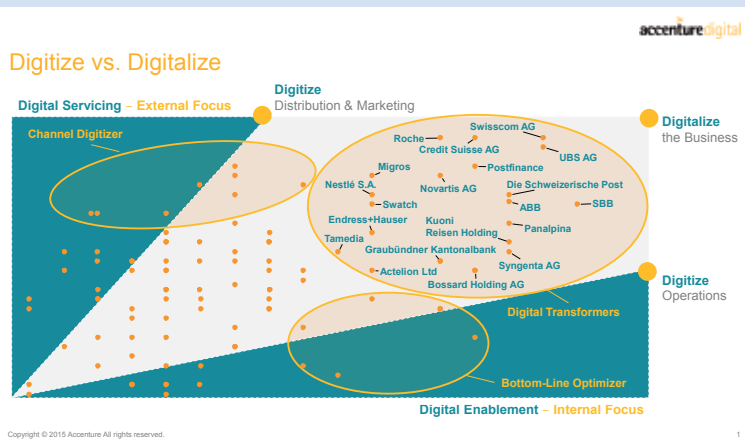 accenturedigital
Digitize vs. Digitalize
Digitize
Distribution & Marketing
Digital Servicing – External Focus
Digitalize
the Business
Channel Digitizer
Swisscom AG
Roche
Credit Suisse AG
UBS AG
Migros
Postfinance
Nestlé S.A.
Novartis AG
Die Schweizerische Post
Swatch
ABB
SBB
Endress+Hauser
Kuoni
Reisen Holding
Panalpina
Tamedia
Graubündner Kantonalbank
Syngenta AG
Actelion Ltd
Bossard Holding AG
Digitize
Operations
Digital Transformers
Bottom-Line Optimizer
Digital Enablement – Internal Focus
Copyright © 2015 Accenture All rights reserved.
1